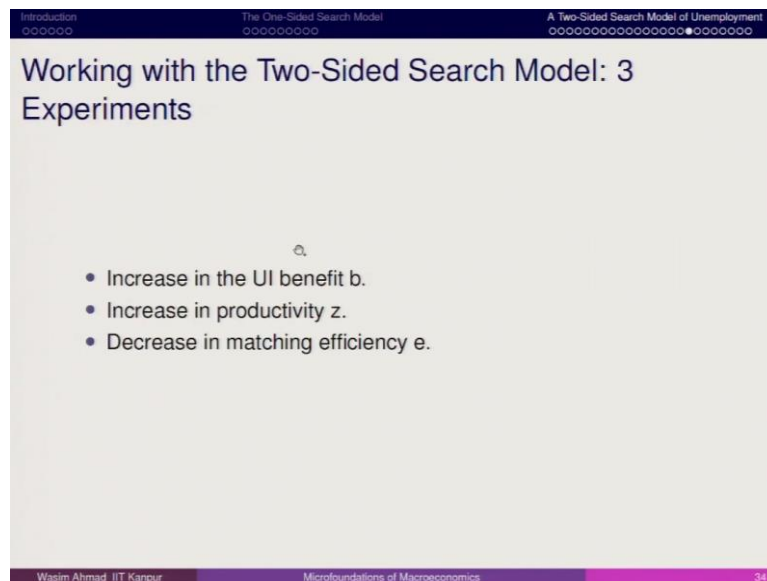 Introduction
The One-Sided Search Model
A Two-Sided Search Model of Unemployment
Working with the Two-Sided Search Model: 3
Experiments
• Increase in the UI benefit b.
• Increase in productivity z.
• Decrease in matching efficiency e.
Wasim Ahmad IIT Kanpur
Microfoundations of Macroeconomics
34